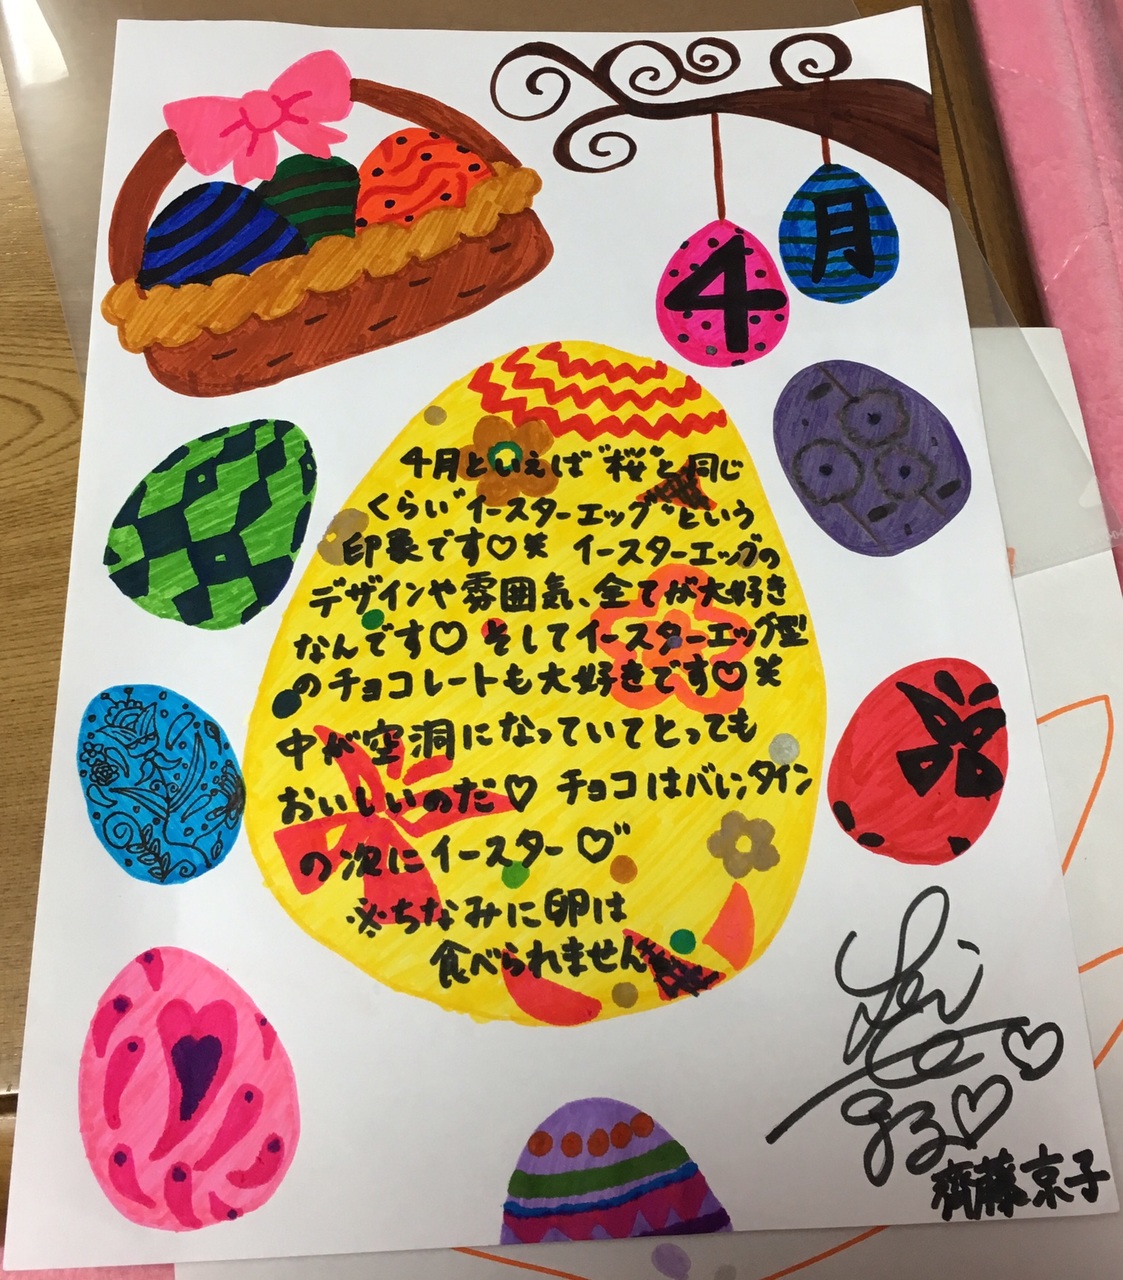 4月
4月といえば"桜"と同じ
くらい"イースターエッグ"という
印象です♡※ イースターエッグの
デザインや雰囲気、全てが大好き
なんです♡ そしてイースターエッグ型
のチョコレートも大好きです♡※
中が空洞になっていてとっても
おいしいのだ♡ チョコはバレンタイン
の次にイースター♡"
※ちなみに卵は
食べられません
齊藤京子